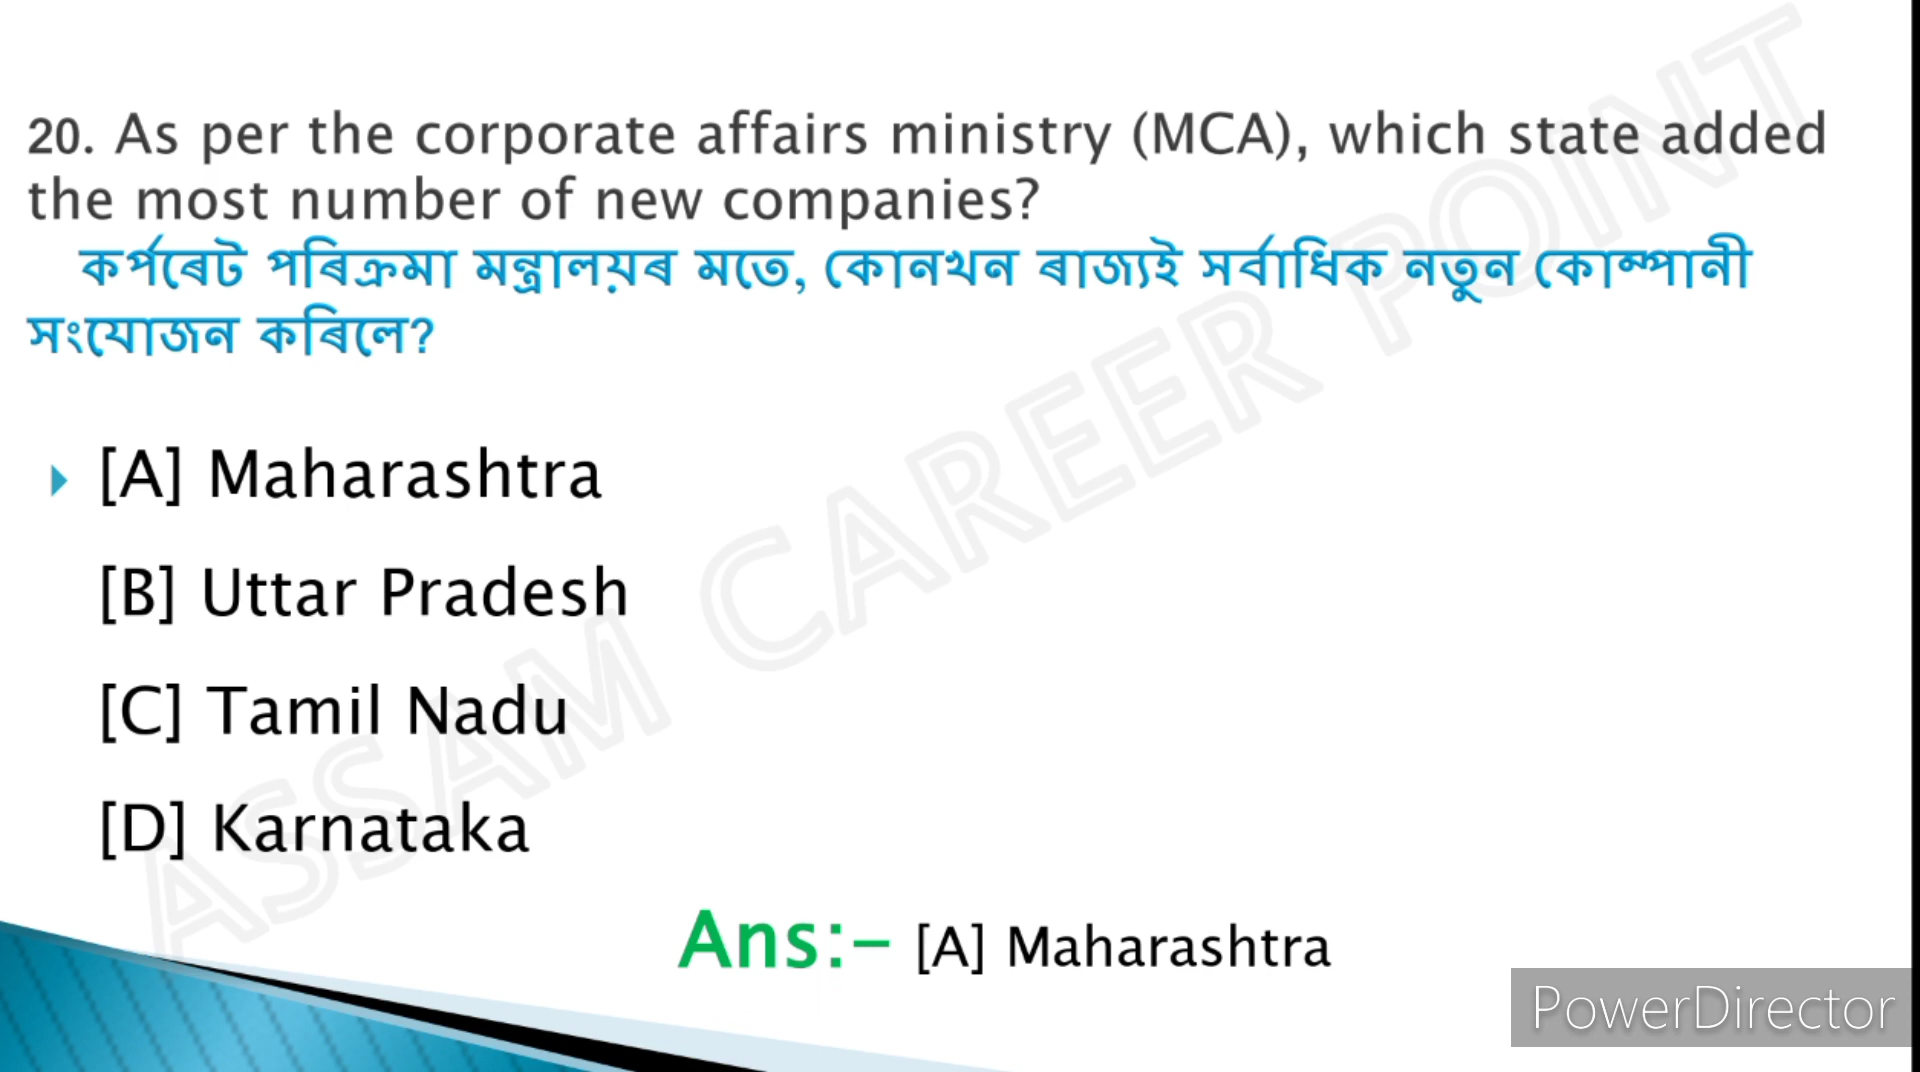 20. As per the corporate affairs ministry (MCA), which state added
the most number of new companies?
কৰ্পৰেট পৰিক্ৰমা মন্ত্ৰালয়ৰ মতে, কোনখন ৰাজ্যই সৰ্বাধিক নতুন কোম্পানী
সংযোজন কৰিলে?
[A] Maharashtra
[B] Uttar Pradesh
[C] Tamil Nadu
[D] Karnataka
Ans:- [A] Maharashtra
ASSAM CAREER POINT
PowerDirector